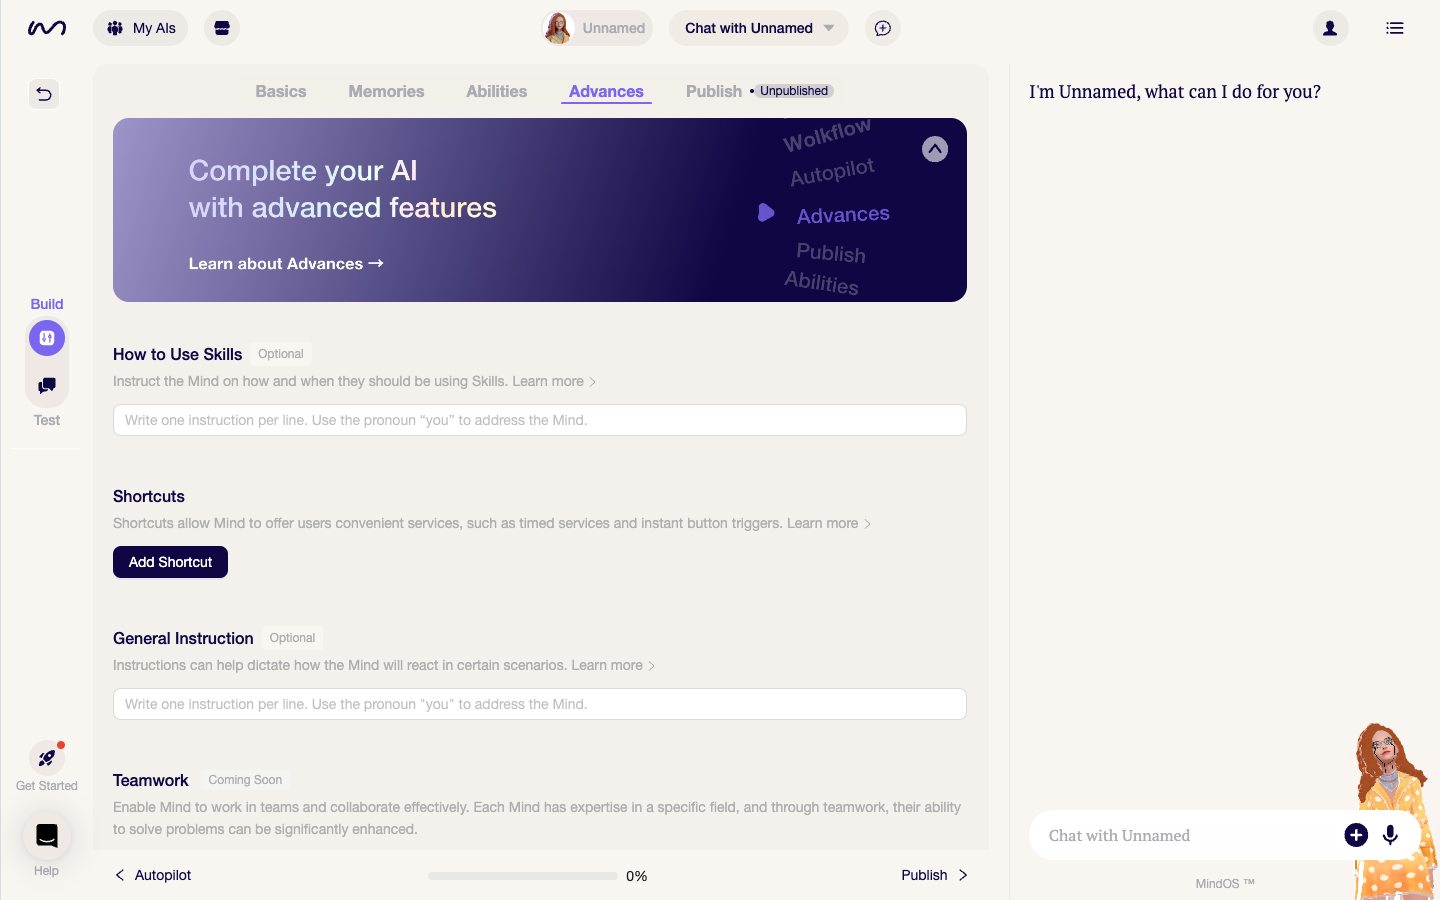 My AIs
Unnamed
Chat with Unnamed
Basics
Memories
Abilities
Advances
Publish
•Unpublished
I'm Unnamed, what can I do for you?
Complete your AI
with advanced features
Learn about Advances →
Wolkflow
Autopilot
Advances
Publish
Abilities
Build
Test
How to Use Skills
Optional
Instruct the Mind on how and when they should be using Skills. Learn more >
Write one instruction per line. Use the pronoun “you” to address the Mind.
Shortcuts
Shortcuts allow Mind to offer users convenient services, such as timed services and instant button triggers. Learn more >
Add Shortcut
General Instruction
Optional
Instructions can help dictate how the Mind will react in certain scenarios. Learn more >
Write one instruction per line. Use the pronoun "you" to address the Mind.
Teamwork
Coming Soon
Enable Mind to work in teams and collaborate effectively. Each Mind has expertise in a specific field, and through teamwork, their ability
to solve problems can be significantly enhanced.
Get Started
Help
< Autopilot
0%
Publish >
Chat with Unnamed
MindOS ™